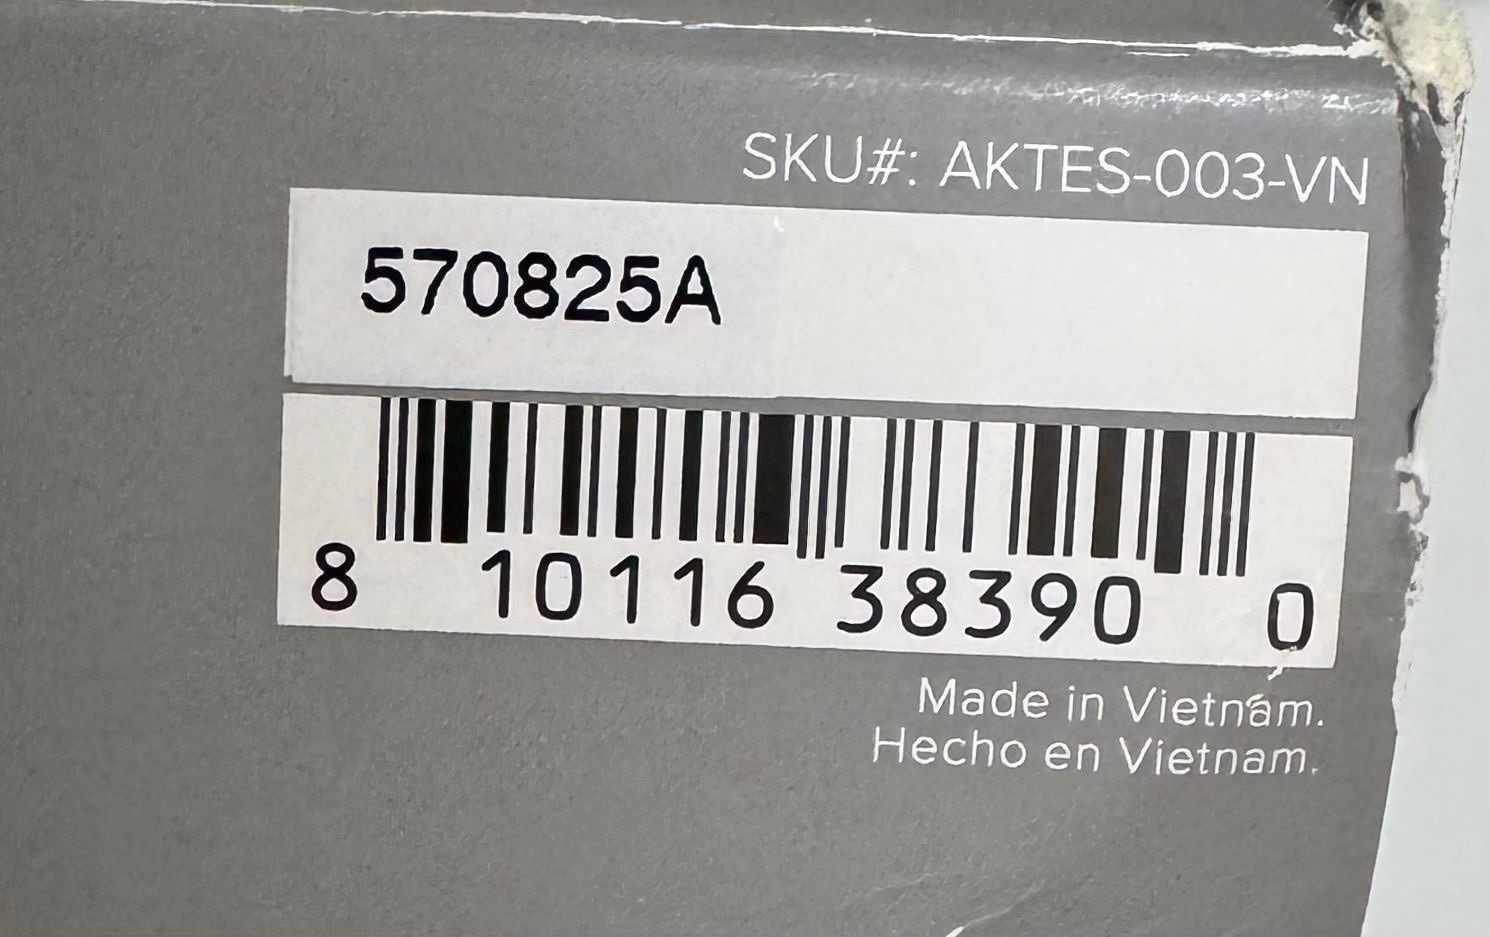 SKU#: AKTES-003-VN
570825A
8 10116 38390 0
Made in Vietnam.
Hecho en Vietnam.